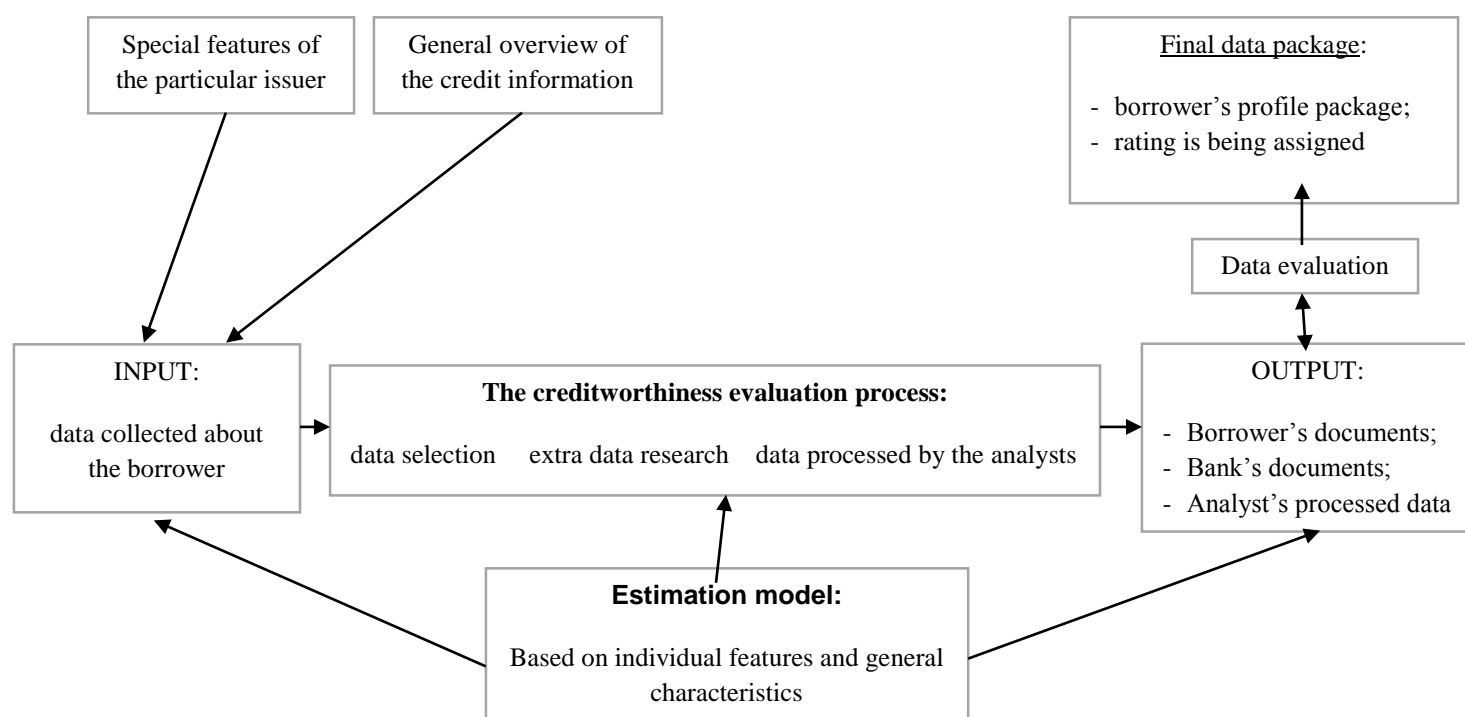 Special features of
the particular issuer
General overview of
the credit information
Final data package:
- borrower’s profile package;
- rating is being assigned
Data evaluation
INPUT:
data collected about
the borrower
The creditworthiness evaluation process:
data selection extra data research data processed by the analysts
OUTPUT:
- Borrower’s documents;
- Bank’s documents;
- Analyst’s processed data
Estimation model:
Based on individual features and general
characteristics